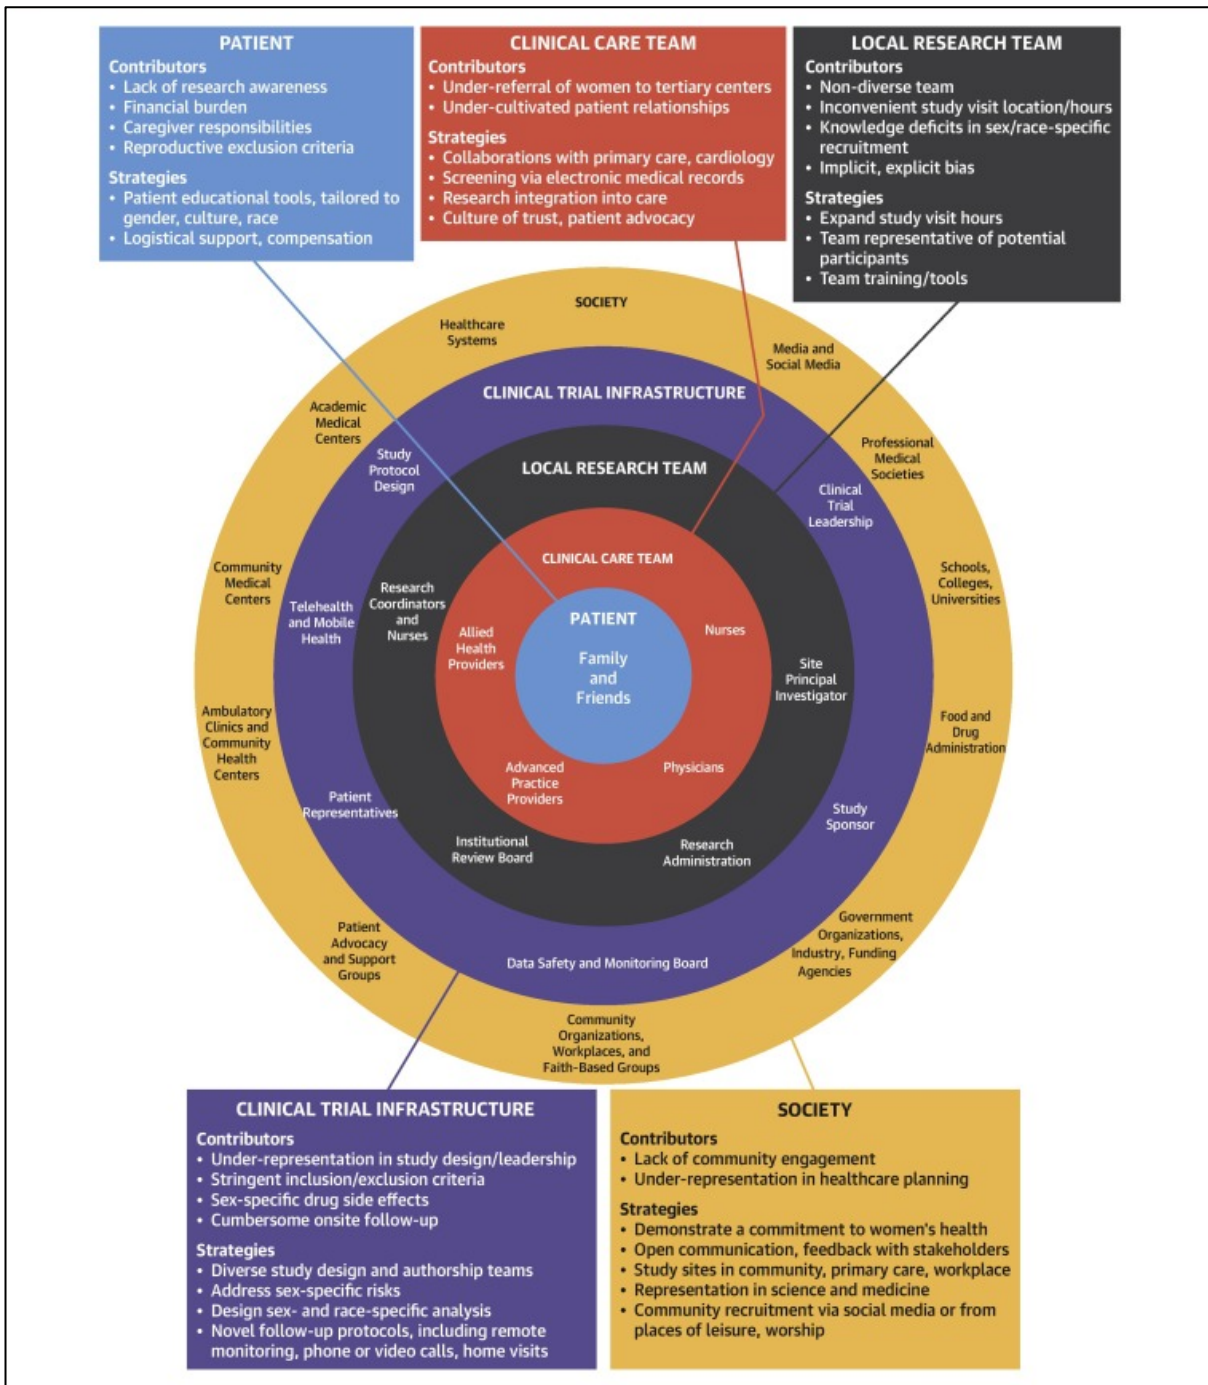 PATIENT
Contributors
• Lack of research awareness
• Financial burden
• Caregiver responsibilities
• Reproductive exclusion criteria
Strategies
• Patient educational tools, tailored to
gender, culture, race
• Logistical support, compensation
CLINICAL CARE TEAM
Contributors
• Under-referral of women to tertiary centers
• Under-cultivated patient relationships
Strategies
• Collaborations with primary care, cardiology
• Screening via electronic medical records
• Research integration into care
• Culture of trust, patient advocacy
LOCAL RESEARCH TEAM
Contributors
• Non-diverse team
• Inconvenient study visit location/hours
• Knowledge deficits in sex/race-specific
recruitment
• Implicit, explicit bias
Strategies
• Expand study visit hours
• Team representative of potential
participants
• Team training/tools
SOCIETY
Healthcare
Systems
Media and
Social Media
Academic
Medical
Centers
Professional
Medical
Societies
Community
Medical
Centers
Schools,
Colleges,
Universities
Ambulatory
Clinics and
Community
Health
Centers
Food and
Drug
Administration
Patient
Advocacy
and Support
Groups
Government
Organizations,
Industry, Funding
Agencies
Community
Organizations,
Workplaces, and
Faith-Based Groups
CLINICAL TRIAL INFRASTRUCTURE
Study
Protocol
Design
Clinical
Trial
Leadership
Telehealth
and Mobile
Health
Patient
Representatives
Study
Sponsor
Data Safety and Monitoring Board
LOCAL RESEARCH TEAM
Research
Coordinators
and
Nurses
Site
Principal
Investigator
Institutional
Review Board
Research
Administration
CLINICAL CARE TEAM
Allied
Health
Providers
Nurses
Advanced
Practice
Providers
Physicians
PATIENT
Family
and
Friends
CLINICAL TRIAL INFRASTRUCTURE
Contributors
• Under-representation in study design/leadership
• Stringent inclusion/exclusion criteria
• Sex-specific drug side effects
• Cumbersome onsite follow-up
Strategies
• Diverse study design and authorship teams
• Address sex-specific risks
• Design sex- and race-specific analysis
• Novel follow-up protocols, including remote
monitoring, phone or video calls, home visits
SOCIETY
Contributors
• Lack of community engagement
• Under-representation in healthcare planning
Strategies
• Demonstrate a commitment to women's health
• Open communication, feedback with stakeholders
• Study sites in community, primary care, workplace
• Representation in science and medicine
• Community recruitment via social media or from
places of leisure, worship